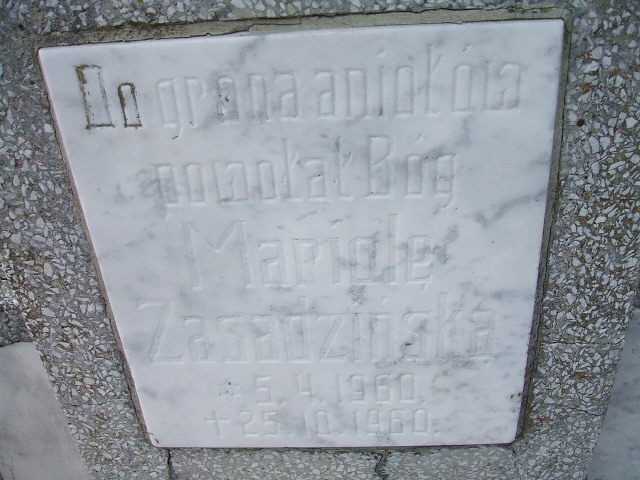 Do grona aniołów
powołał Bóg
Mariolę
Zasadzińską
* 5.4.1960.
+ 25.10.1960.